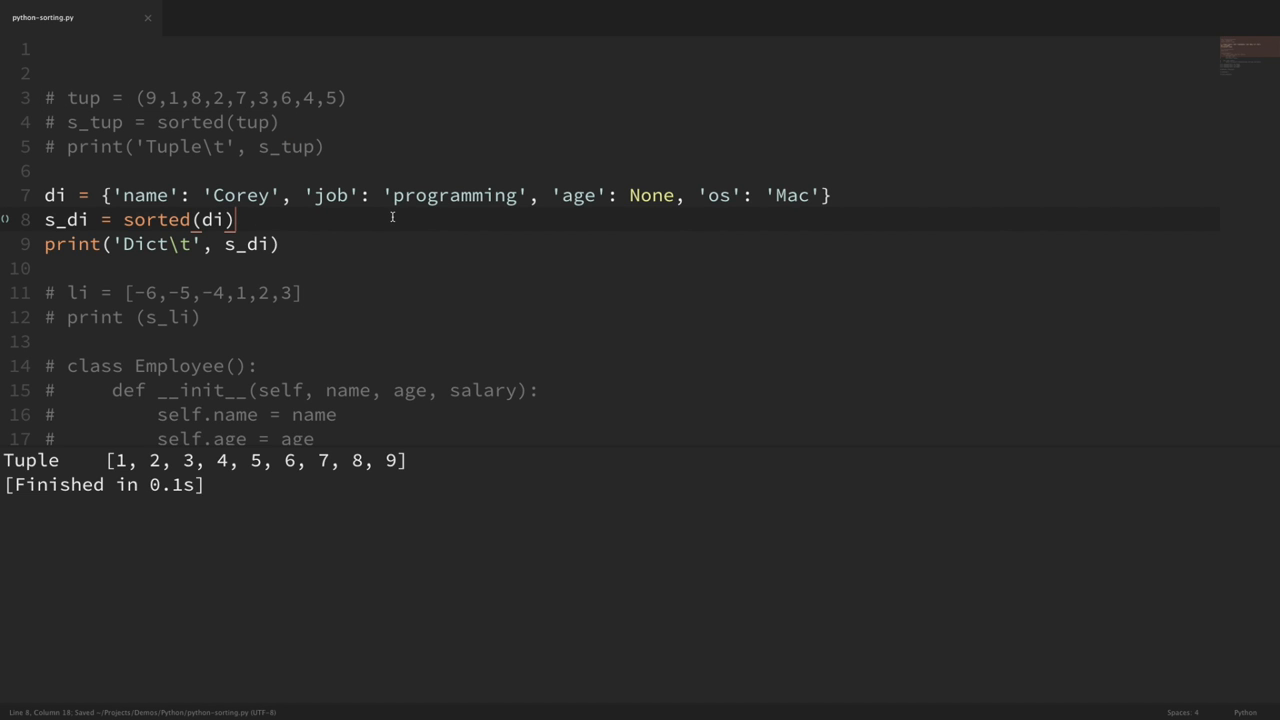 python-sorting.py ×
1
2
3 # tup = (9,1,8,2,7,3,6,4,5)
4 # s_tup = sorted(tup)
5 # print('Tuple\t', s_tup)
6
7 di = {'name': 'Corey', 'job': 'programming', 'age': None, 'os': 'Mac'}
8 s_di = sorted(di)
9 print('Dict\t', s_di)
10
11 # li = [-6,-5,-4,1,2,3]
12 # print (s_li)
13
14 # class Employee():
15 #     def __init__(self, name, age, salary):
16 #         self.name = name
17 #         self.age = age
Tuple    [1, 2, 3, 4, 5, 6, 7, 8, 9]
[Finished in 0.1s]
Line 8, Column 18; Saved ~/Projects/Demos/Python/python-sorting.py (UTF-8) Spaces: 4 Python